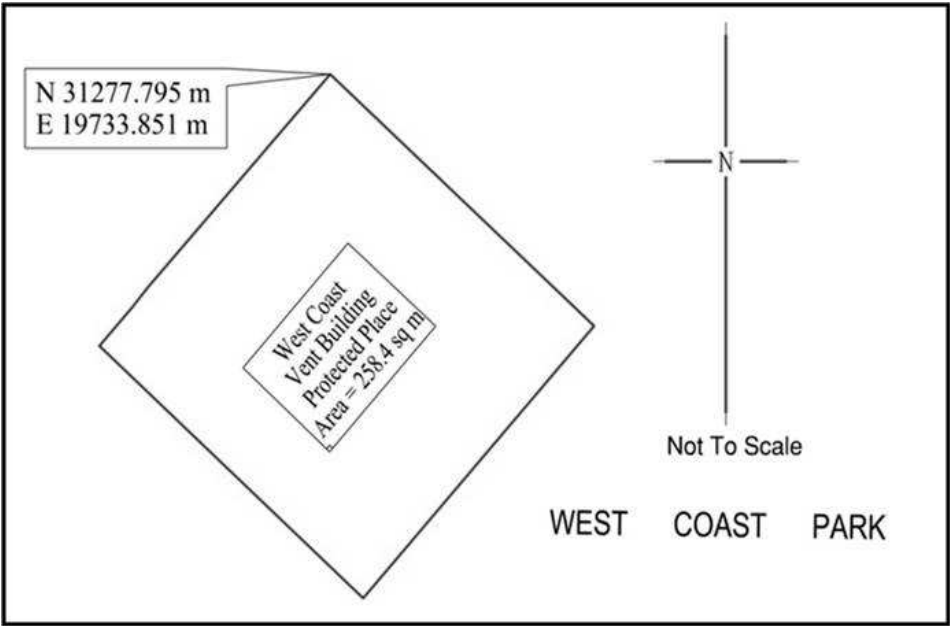 N 31277.795 m
E 19733.851 m
N
West Coast
Vent Building
Protected Place
Area = 258.4 sq m
Not To Scale
WEST COAST PARK